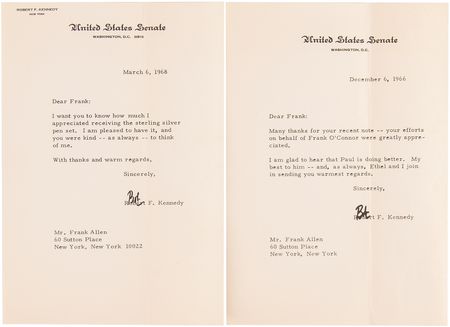 ROBERT F. KENNEDY
NEW YORK
United States Senate
WASHINGTON, D.C. 20510
March 6, 1968
Dear Frank:
I want you to know how much I
appreciated receiving the sterling silver
pen set. I am pleased to have it, and
you were kind -- as always -- to think
of me.
With thanks and warm regards,
Sincerely,
Bob
Robert F. Kennedy
Mr. Frank Allen
60 Sutton Place
New York, New York 10022
United States Senate
WASHINGTON, D.C.
December 6, 1966
Dear Frank:
Many thanks for your recent note -- your efforts
on behalf of Frank O'Connor were greatly appre-
ciated.
I am glad to hear that Paul is doing better. My
best to him -- and, as always, Ethel and I join
in sending you warmest regards.
Sincerely,
Bob
Robert F. Kennedy
Mr. Frank Allen
60 Sutton Place
New York, New York